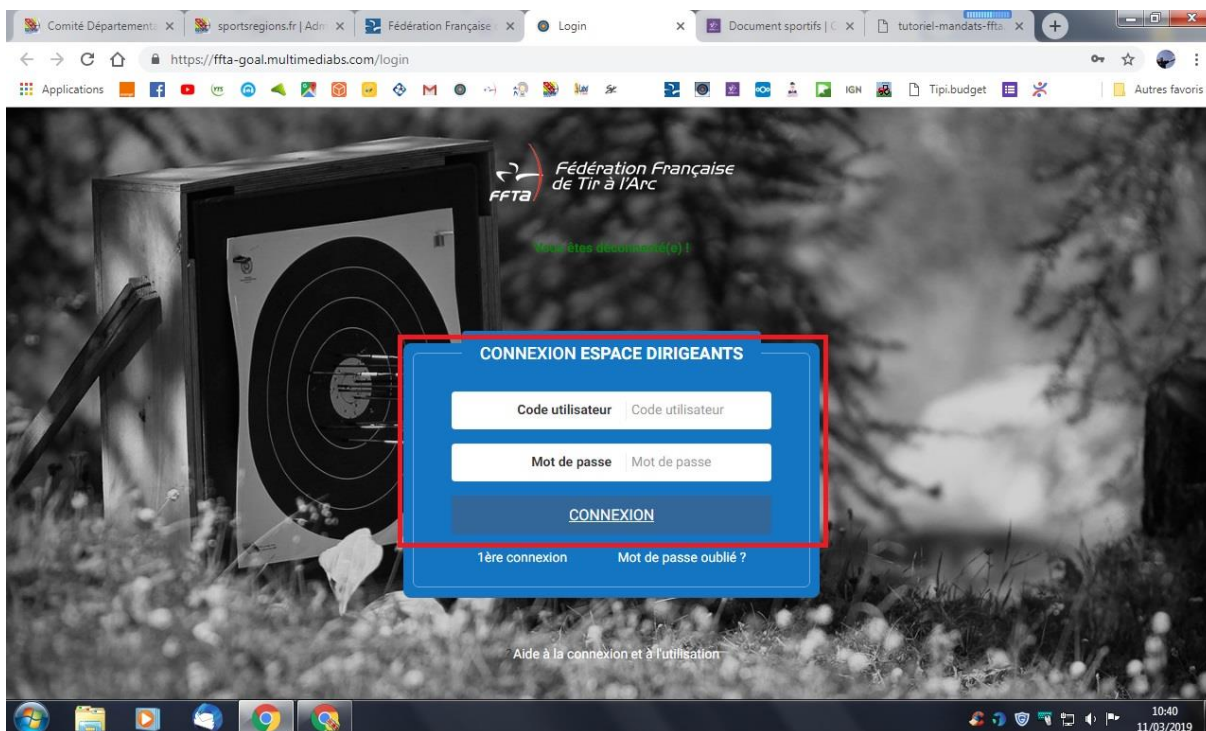 Comité Départementa
sportsregions.fr | Adm
Fédération Française
Login
Document sportifs | C
tutoriel-mandats-ffta
https://ffta-goal.multimediabs.com/login
Applications
IGN
Tipi.budget
Autres favoris
Fédération Française
de Tir à l'Arc
FFTa
Vous êtes déconnecté(e) !
CONNEXION ESPACE DIRIGEANTS
Code utilisateur Code utilisateur
Mot de passe Mot de passe
CONNEXION
1ère connexion Mot de passe oublié ?
Aide à la connexion et à l'utilisation
10:40
11/03/2019